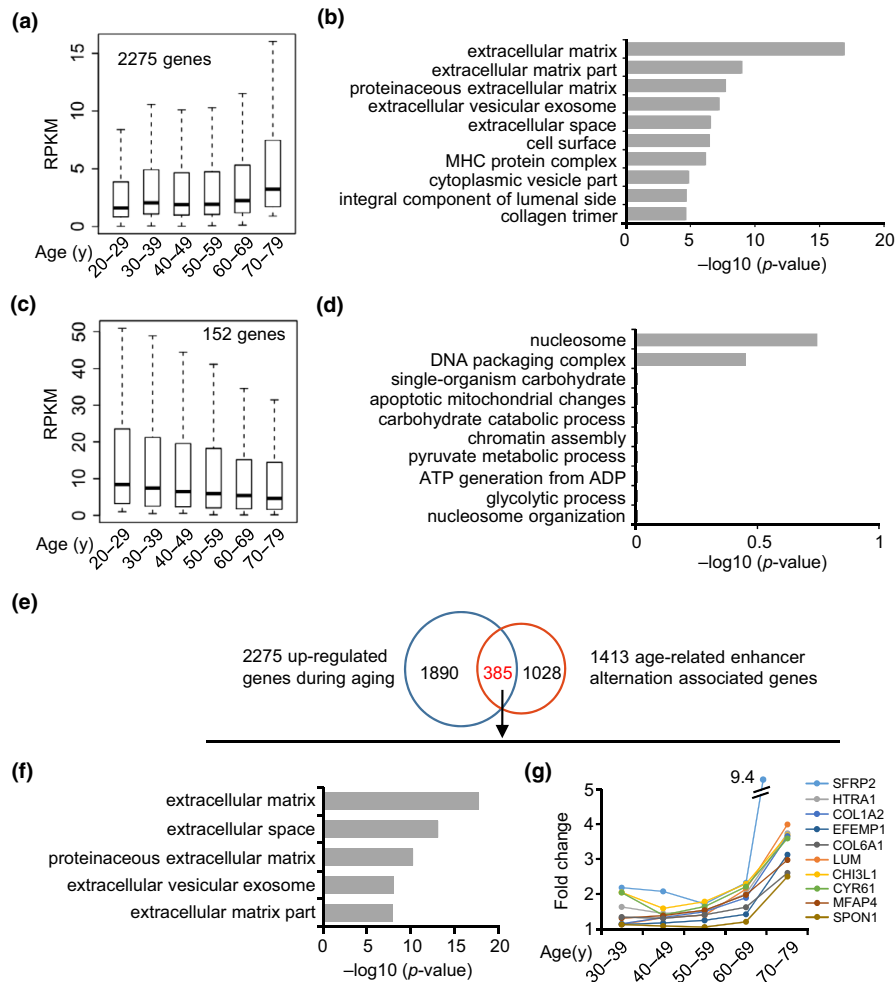 (a)
2275 genes
RPKM
15
10
5
0
Age (y)
20–29
30–39
40–49
50–59
60–69
70–79
(b)
extracellular matrix
extracellular matrix part
proteinaceous extracellular matrix
extracellular vesicular exosome
extracellular space
cell surface
MHC protein complex
cytoplasmic vesicle part
integral component of lumenal side
collagen trimer
0 5 10 15 20
–log10 (p-value)
(c)
152 genes
RPKM
50
40
30
20
10
0
Age (y)
20–29
30–39
40–49
50–59
60–69
70–79
(d)
nucleosome
DNA packaging complex
single-organism carbohydrate
apoptotic mitochondrial changes
carbohydrate catabolic process
chromatin assembly
pyruvate metabolic process
ATP generation from ADP
glycolytic process
nucleosome organization
0 0.5 1
–log10 (p-value)
(e)
2275 up-regulated
genes during aging
1890
385
1028
1413 age-related enhancer
alternation associated genes
(f)
extracellular matrix
extracellular space
proteinaceous extracellular matrix
extracellular vesicular exosome
extracellular matrix part
0 5 10 15 20
–log10 (p-value)
(g)
9.4
Fold change
5
4
3
2
1
Age(y)
30–39
40–49
50–59
60–69
70–79
SFRP2
HTRA1
COL1A2
EFEMP1
COL6A1
LUM
CHI3L1
CYR61
MFAP4
SPON1